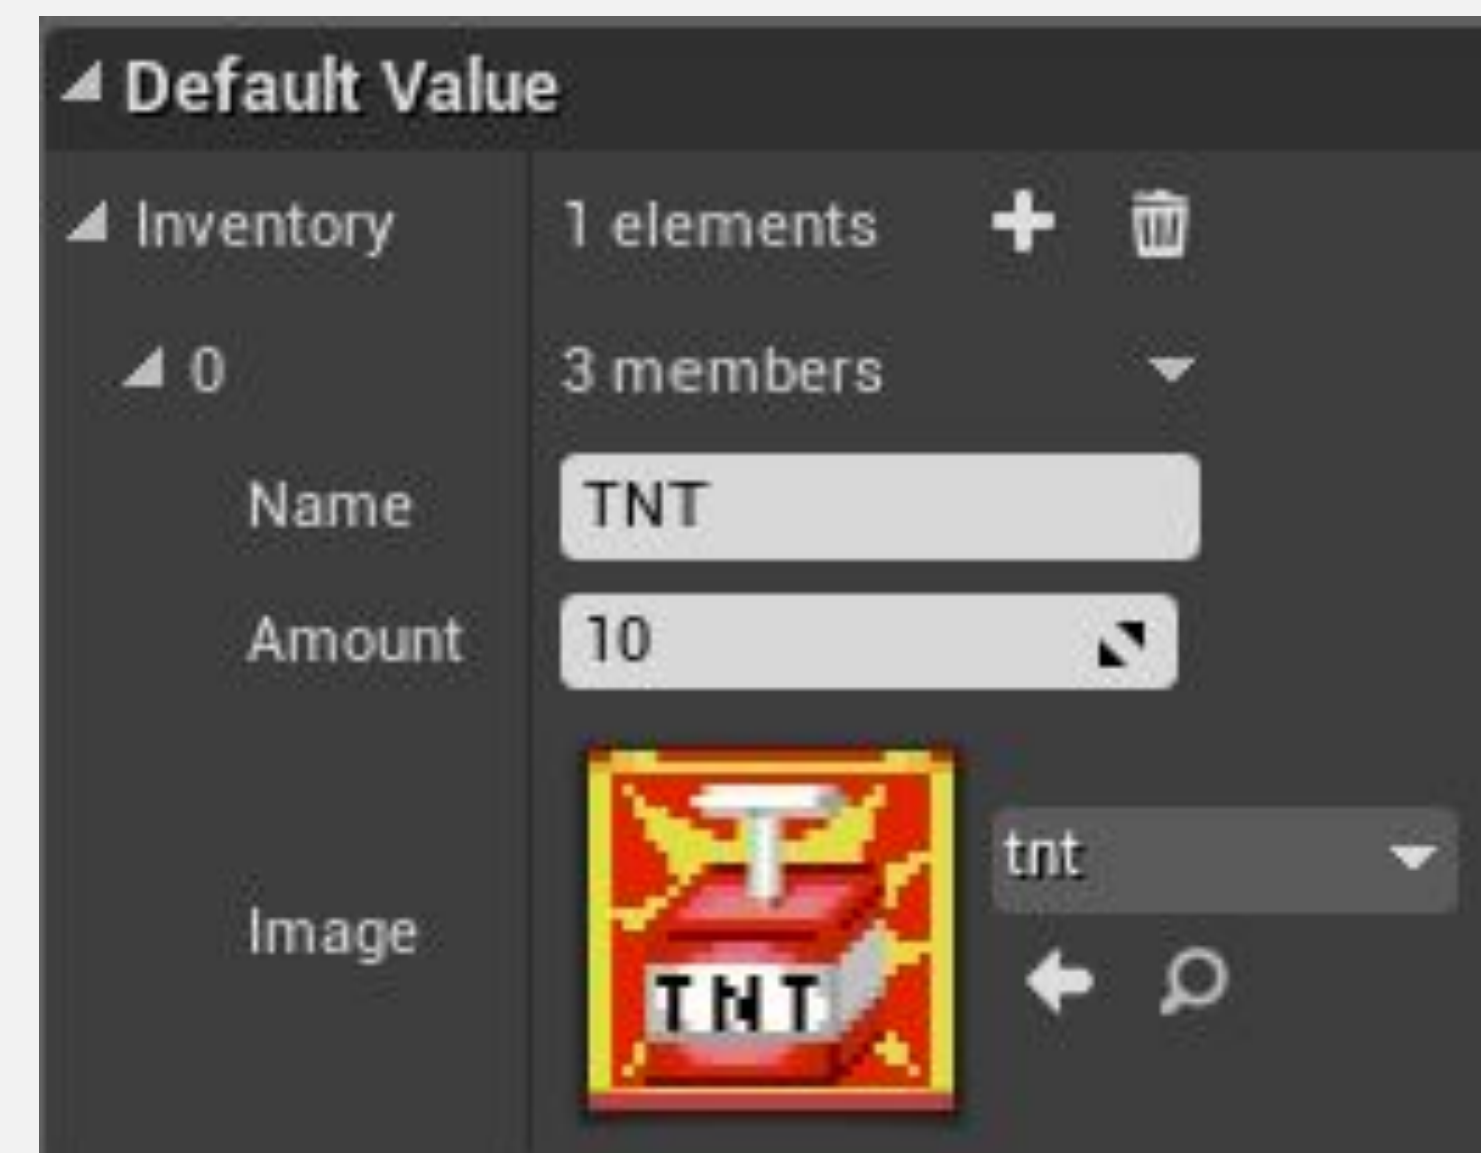 Default Value
Inventory 1 elements
0 3 members
Name TNT
Amount 10
Image tnt
TNT